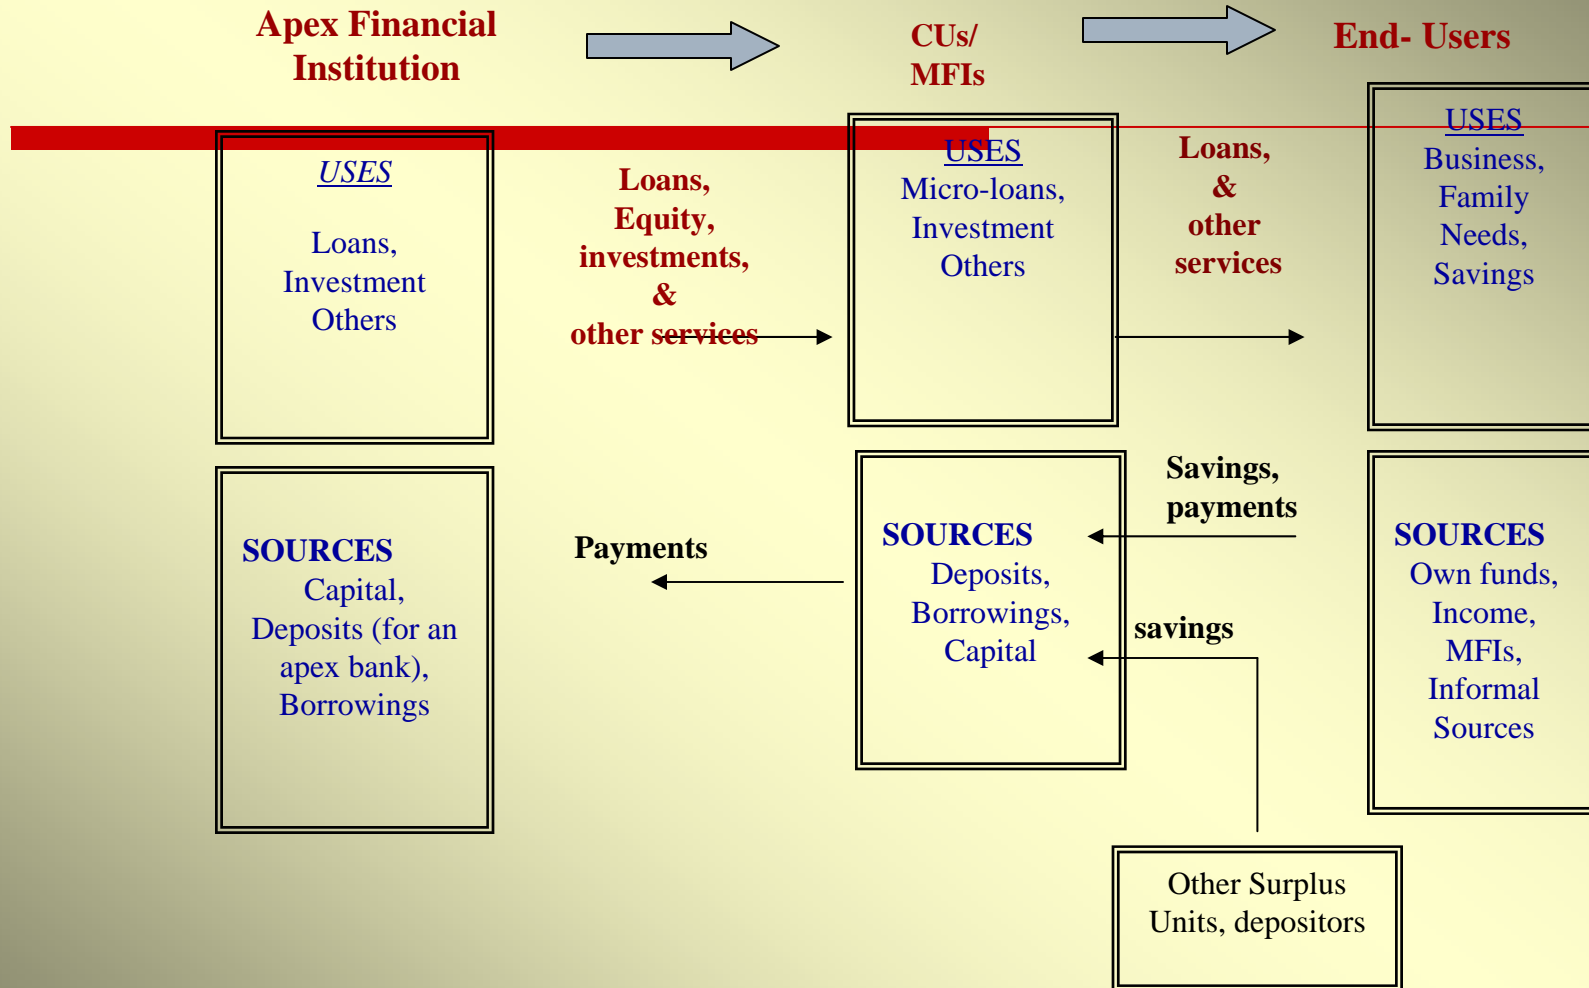 Apex Financial
Institution
CUs/
MFIs
End- Users
USES
Loans,
Investment
Others
Loans,
Equity,
investments,
&
other services
USES
Micro-loans,
Investment
Others
Loans,
&
other
services
USES
Business,
Family
Needs,
Savings
SOURCES
Capital,
Deposits (for an
apex bank),
Borrowings
Payments
SOURCES
Deposits,
Borrowings,
Capital
Savings,
payments
savings
SOURCES
Own funds,
Income,
MFIs,
Informal
Sources
Other Surplus
Units, depositors